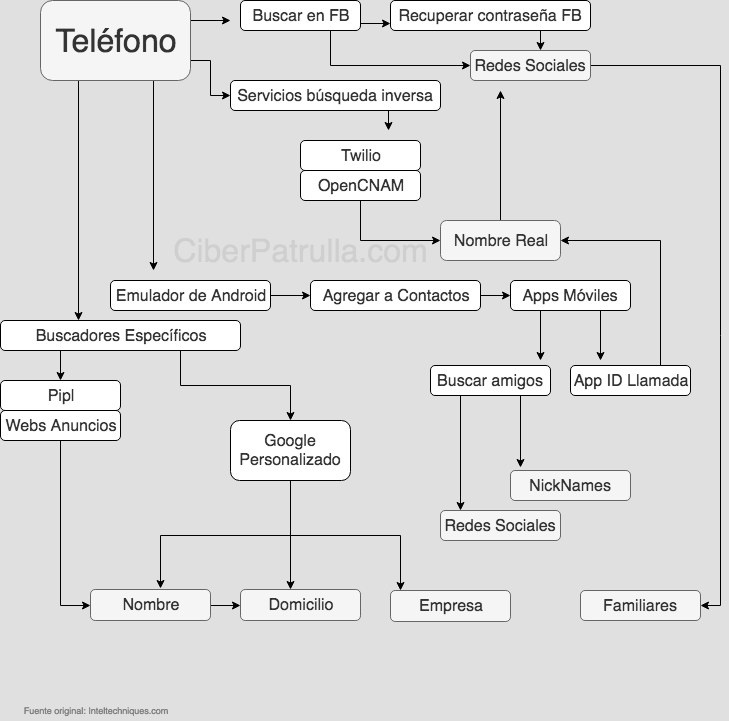 Teléfono
Buscar en FB
Recuperar contraseña FB
Redes Sociales
Servicios búsqueda inversa
Twilio
OpenCNAM
CiberPatrulla.com
Nombre Real
Emulador de Android
Agregar a Contactos
Apps Móviles
Buscadores Específicos
Buscar amigos
App ID Llamada
Pipl
Webs Anuncios
Google
Personalizado
NickNames
Redes Sociales
Nombre
Domicilio
Empresa
Familiares
Fuente original: Inteltechniques.com